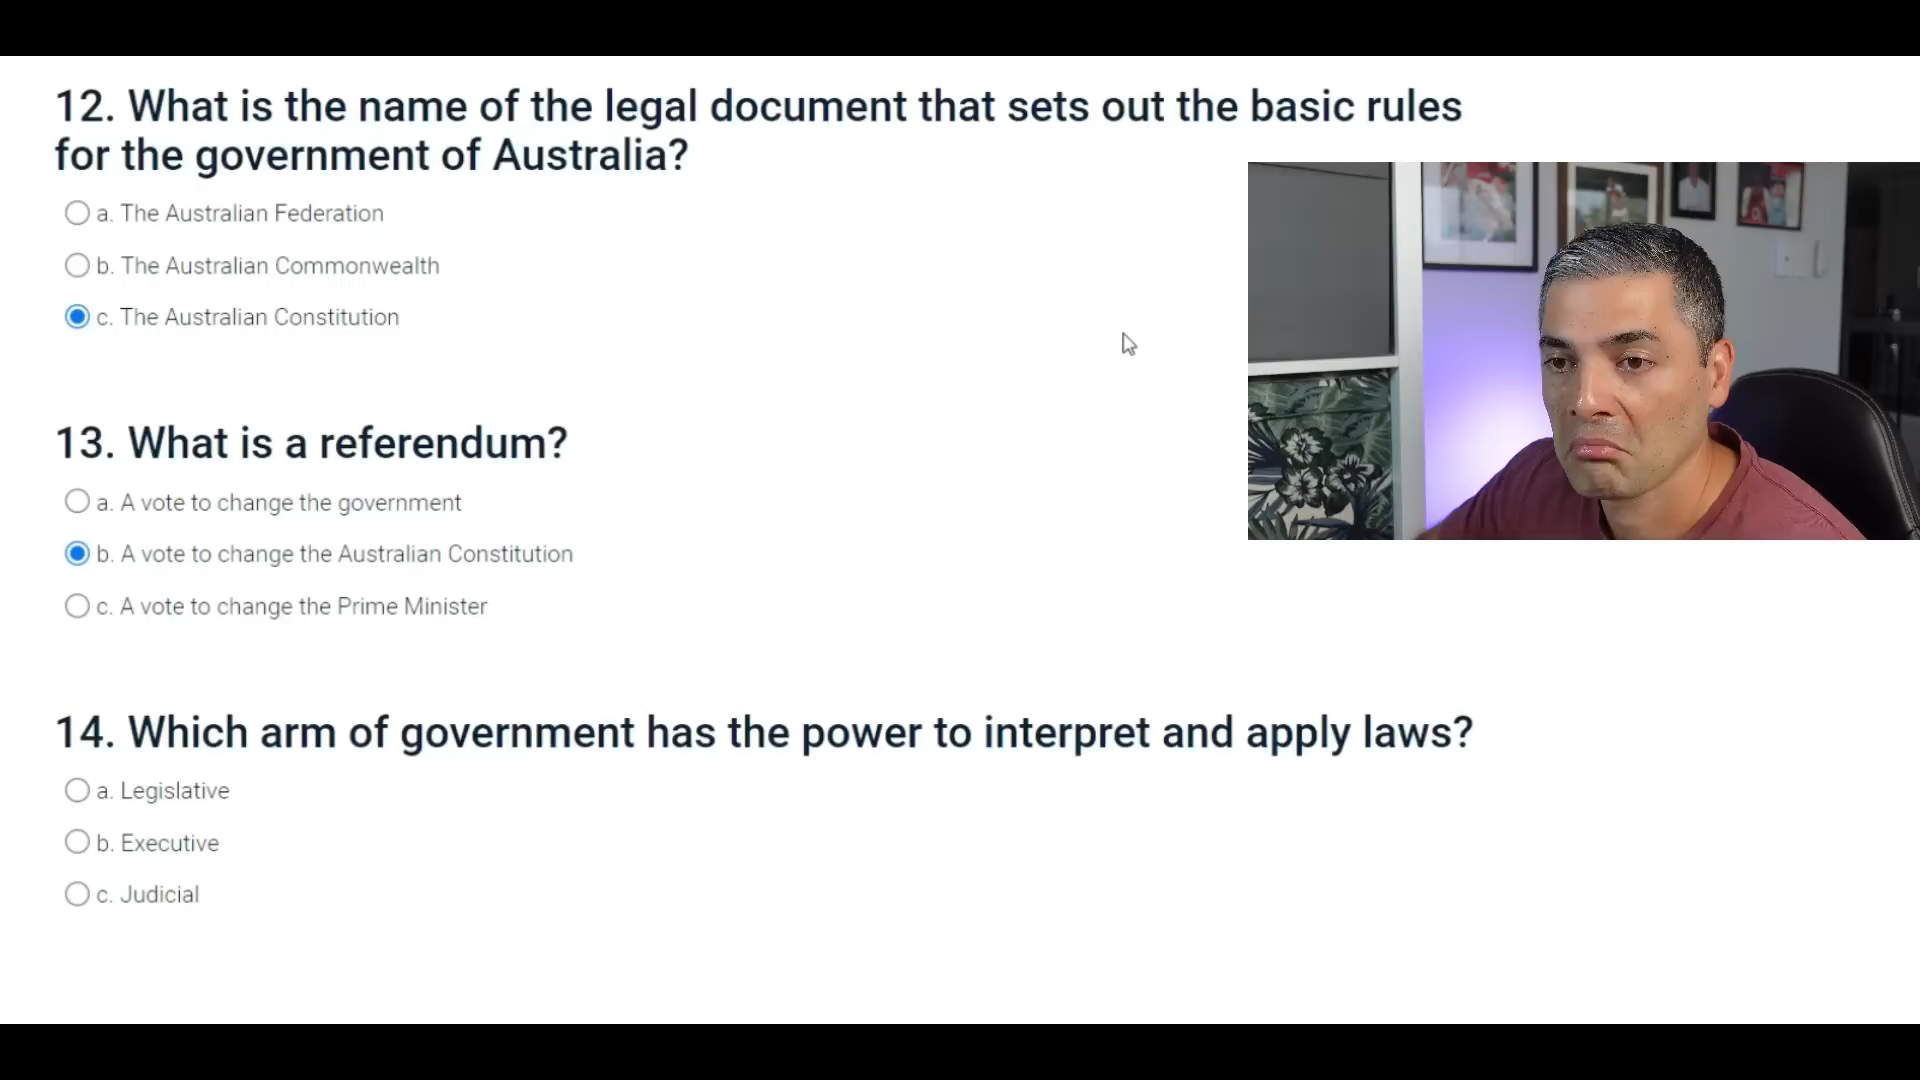 12. What is the name of the legal document that sets out the basic rules
for the government of Australia?
a. The Australian Federation
b. The Australian Commonwealth
c. The Australian Constitution
13. What is a referendum?
a. A vote to change the government
b. A vote to change the Australian Constitution
c. A vote to change the Prime Minister
14. Which arm of government has the power to interpret and apply laws?
a. Legislative
b. Executive
c. Judicial